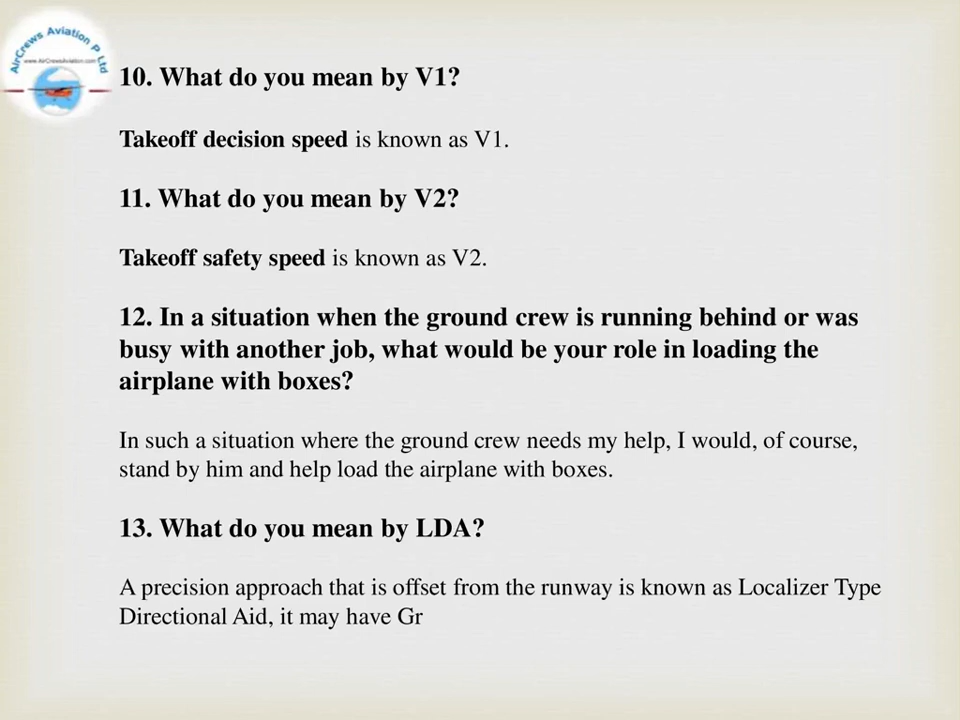 AirCrews Aviation P Ltd
www.AirCrewsAviation.com
10. What do you mean by V1?
Takeoff decision speed is known as V1.
11. What do you mean by V2?
Takeoff safety speed is known as V2.
12. In a situation when the ground crew is running behind or was
busy with another job, what would be your role in loading the
airplane with boxes?
In such a situation where the ground crew needs my help, I would, of course,
stand by him and help load the airplane with boxes.
13. What do you mean by LDA?
A precision approach that is offset from the runway is known as Localizer Type
Directional Aid, it may have Gr